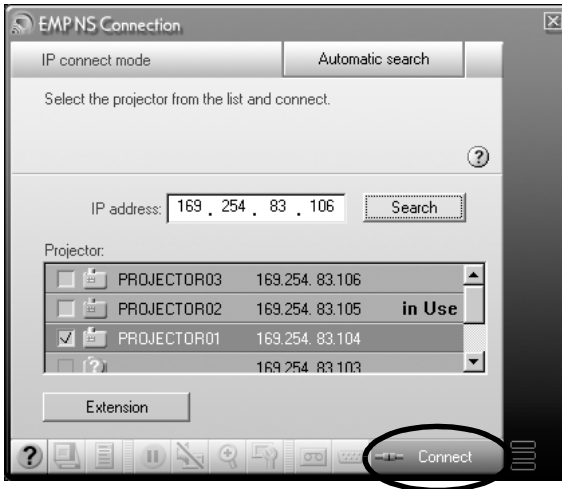 EMP NS Connection
IP connect mode
Automatic search
Select the projector from the list and connect.
?
IP address: 169 . 254 . 83 . 106 Search
Projector:
PROJECTOR03 169.254. 83.106
PROJECTOR02 169.254. 83.105 in Use
PROJECTOR01 169.254. 83.104
(?) 169.254. 83.103
Extension
? Connect